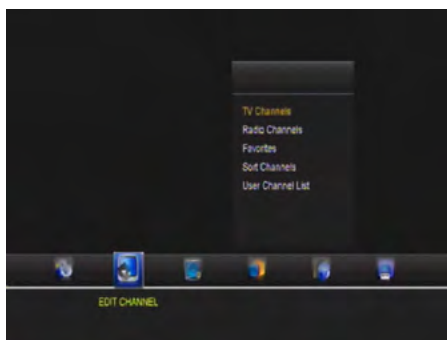 TV Channels
Radio Channels
Favorites
Sort Channels
User Channel List
EDIT CHANNEL